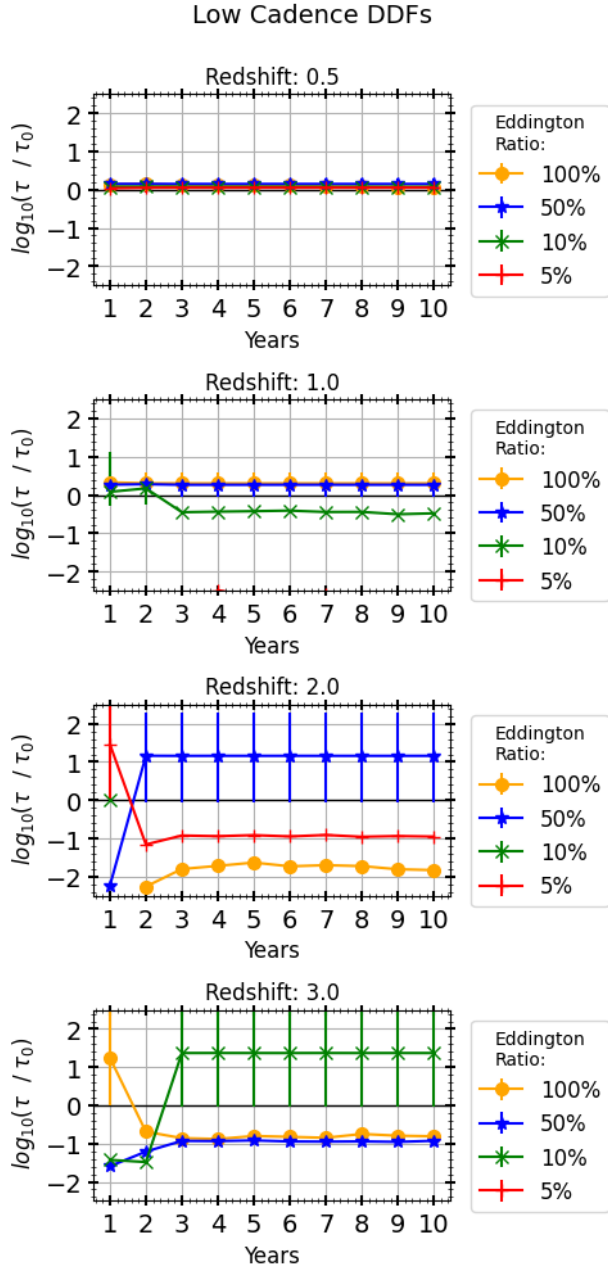 Low Cadence DDFs
Redshift: 0.5
log10(τ / τ0)
2
1
0
−1
−2
1 2 3 4 5 6 7 8 9 10
Years
Eddington
Ratio:
100%
50%
10%
5%
Redshift: 1.0
log10(τ / τ0)
2
1
0
−1
−2
1 2 3 4 5 6 7 8 9 10
Years
Eddington
Ratio:
100%
50%
10%
5%
Redshift: 2.0
log10(τ / τ0)
2
1
0
−1
−2
1 2 3 4 5 6 7 8 9 10
Years
Eddington
Ratio:
100%
50%
10%
5%
Redshift: 3.0
log10(τ / τ0)
2
1
0
−1
−2
1 2 3 4 5 6 7 8 9 10
Years
Eddington
Ratio:
100%
50%
10%
5%